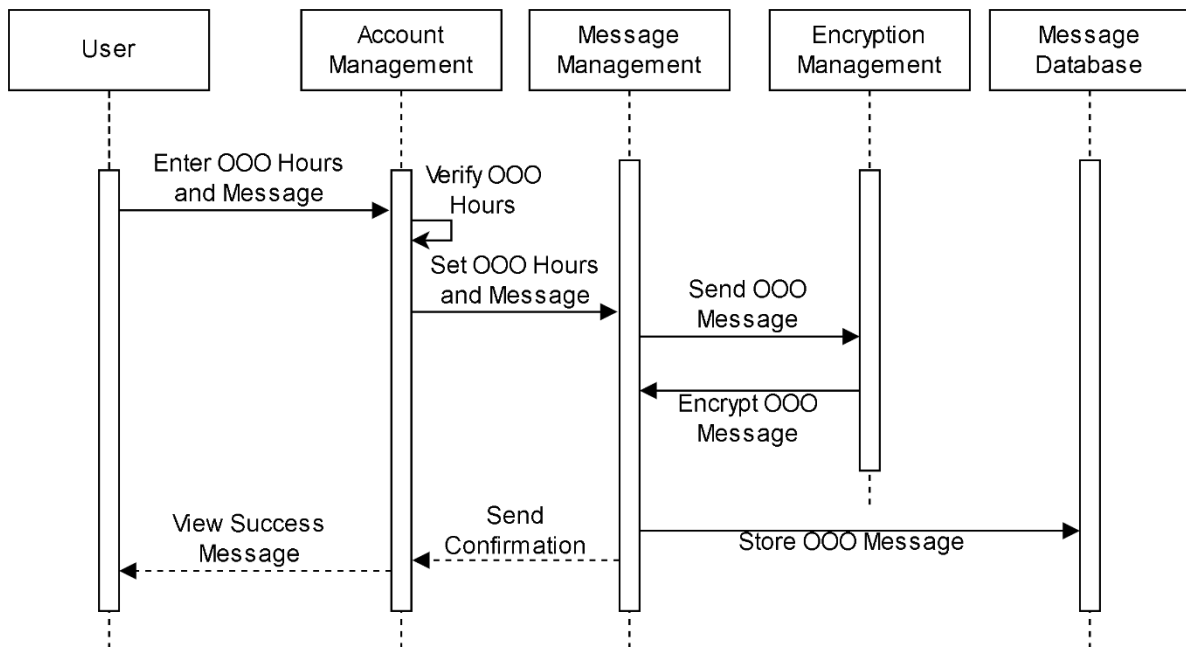 User
Account
Management
Message
Management
Encryption
Management
Message
Database
Enter OOO Hours
and Message
Verify OOO
Hours
Set OOO Hours
and Message
Send OOO
Message
Encrypt OOO
Message
Store OOO Message
Send
Confirmation
View Success
Message